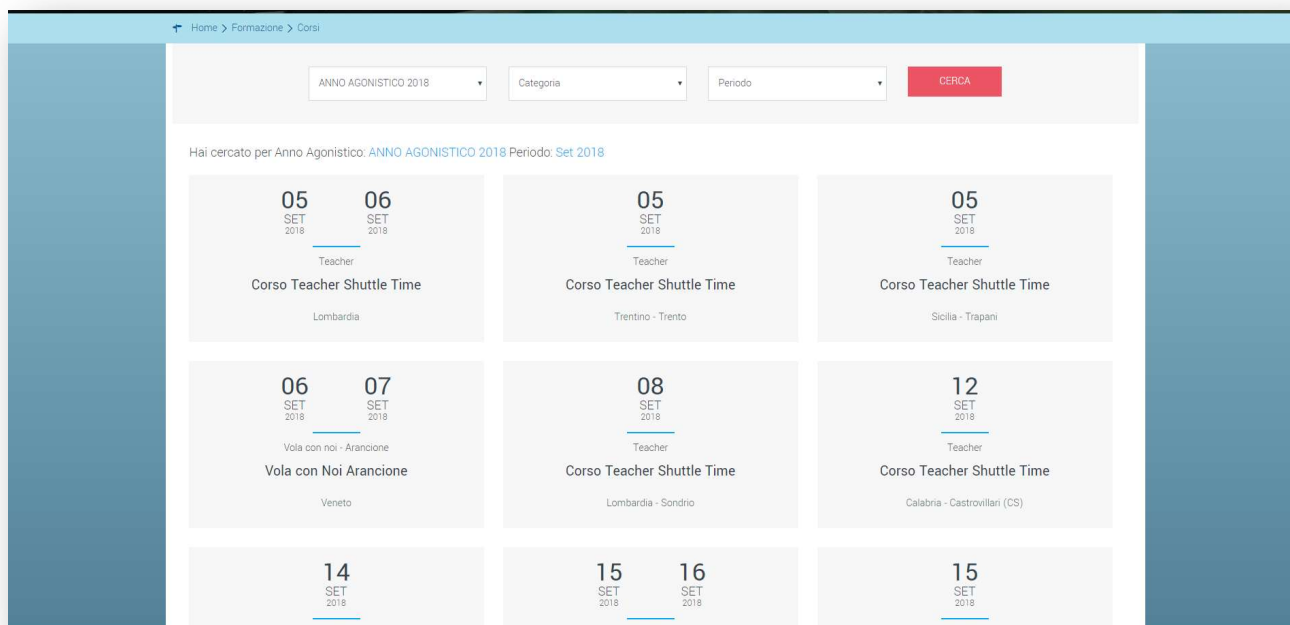 Home > Formazione > Corsi
ANNO AGONISTICO 2018 Categoria Periodo CERCA
Hai cercato per Anno Agonistico: ANNO AGONISTICO 2018 Periodo: Set 2018
05 06
SET SET
2018 2018
Teacher
Corso Teacher Shuttle Time
Lombardia
05
SET
2018
Teacher
Corso Teacher Shuttle Time
Trentino - Trento
05
SET
2018
Teacher
Corso Teacher Shuttle Time
Sicilia - Trapani
06 07
SET SET
2018 2018
Vola con noi - Arancione
Vola con Noi Arancione
Veneto
08
SET
2018
Teacher
Corso Teacher Shuttle Time
Lombardia - Sondrio
12
SET
2018
Teacher
Corso Teacher Shuttle Time
Calabria - Castrovillari (CS)
14
SET
2018
15 16
SET SET
2018 2018
15
SET
2018